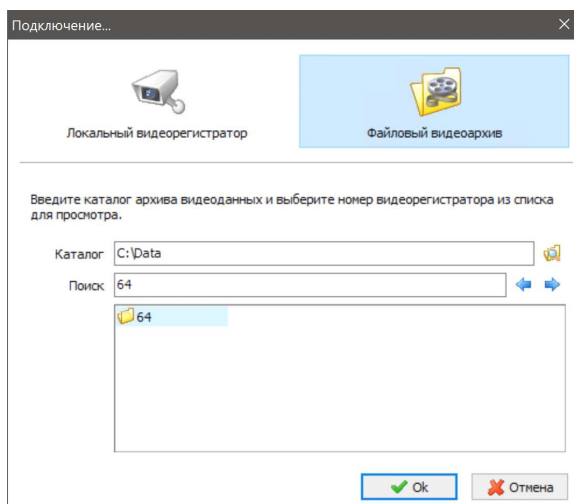 Подключение...
Локальный видеорегистратор
Файловый видеоархив
Введите каталог архива видеоданных и выберите номер видеорегистратора из списка
для просмотра.
Каталог C:\Data
Поиск 64
64
Ok Отмена